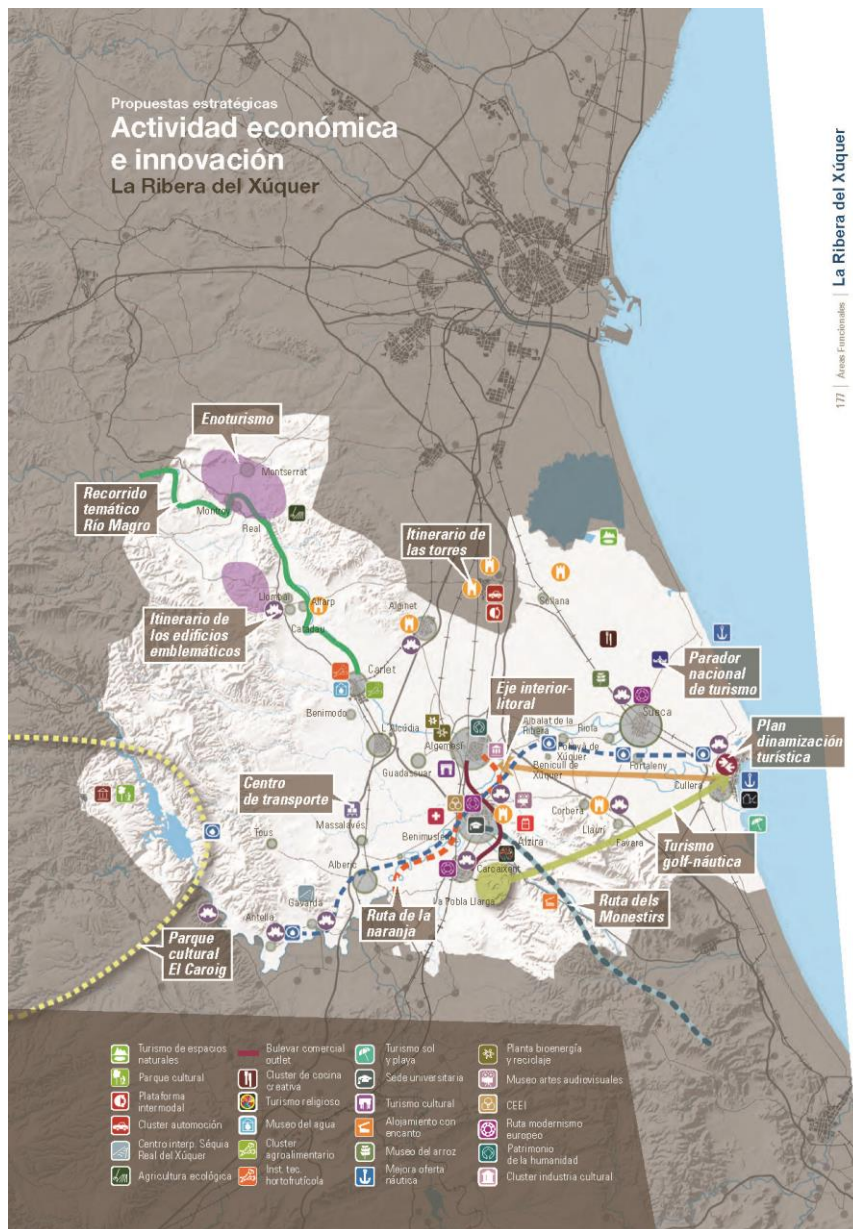 Propuestas estratégicas
Actividad económica
e innovación
La Ribera del Xúquer
177 | Áreas Funcionales | La Ribera del Xúquer
Enoturismo
Montserrat
Recorrido
temático
Río Magro
Montroy
Real
Itinerario de
las torres
Llombai
Alfarp
Itinerario de
los edificios
emblemáticos
Catadau
Alginet
Sollana
Carlet
Parador
nacional
de turismo
Benimodo
Eje interior-
litoral
Sueca
L'Alcúdia
Algemesí
Albalat de la
Ribera
Riola
Polinyà de
Xúquer
Plan
dinamización
turística
Guadassuar
Benicull de
Xúquer
Fortaleny
Cullera
Centro
de transporte
Corbera
Massalavés
Llaurí
Benimuslem
Alzira
Favara
Tous
Alberic
Carcaixent
Turismo
golf-náutica
La Pobla Llarga
Gavarda
Ruta de la
naranja
Ruta dels
Monestirs
Antella
Parque
cultural
El Caroig
Turismo de espacios
naturales
Parque cultural
Plataforma
intermodal
Cluster automoción
Centro interp. Séquia
Real del Xúquer
Agricultura ecológica
Bulevar comercial
outlet
Cluster de cocina
creativa
Turismo religioso
Museo del agua
Cluster
agroalimentario
Inst. tec.
hortofrutícola
Turismo sol
y playa
Sede universitaria
Turismo cultural
Alojamiento con
encanto
Museo del arroz
Mejora oferta
náutica
Planta bioenergía
y reciclaje
Museo artes audiovisuales
CEEI
Ruta modernismo
europeo
Patrimonio
de la humanidad
Cluster industria cultural